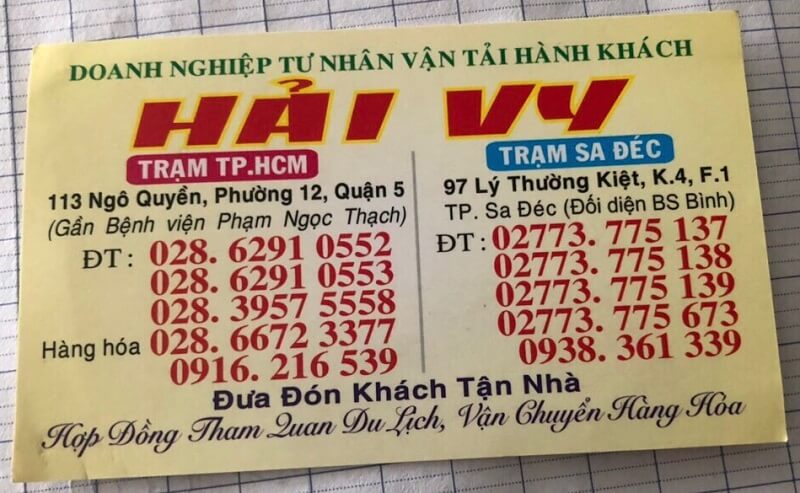 DOANH NGHIỆP TƯ NHÂN VẬN TẢI HÀNH KHÁCH
HẢI VY
TRẠM TP.HCM
113 Ngô Quyền, Phường 12, Quận 5
(Gần Bệnh viện Phạm Ngọc Thạch)
ĐT: 028. 6291 0552
028. 6291 0553
028. 3957 5558
Hàng hóa 028. 6672 3377
0916. 216 539
TRẠM SA ĐÉC
97 Lý Thường Kiệt, K.4, F.1
TP. Sa Đéc (Đối diện BS Bình)
ĐT: 02773. 775 137
02773. 775 138
02773. 775 139
02773. 775 673
0938. 361 339
Đưa Đón Khách Tận Nhà
Hợp Đồng Tham Quan Du Lịch, Vận Chuyển Hàng Hóa